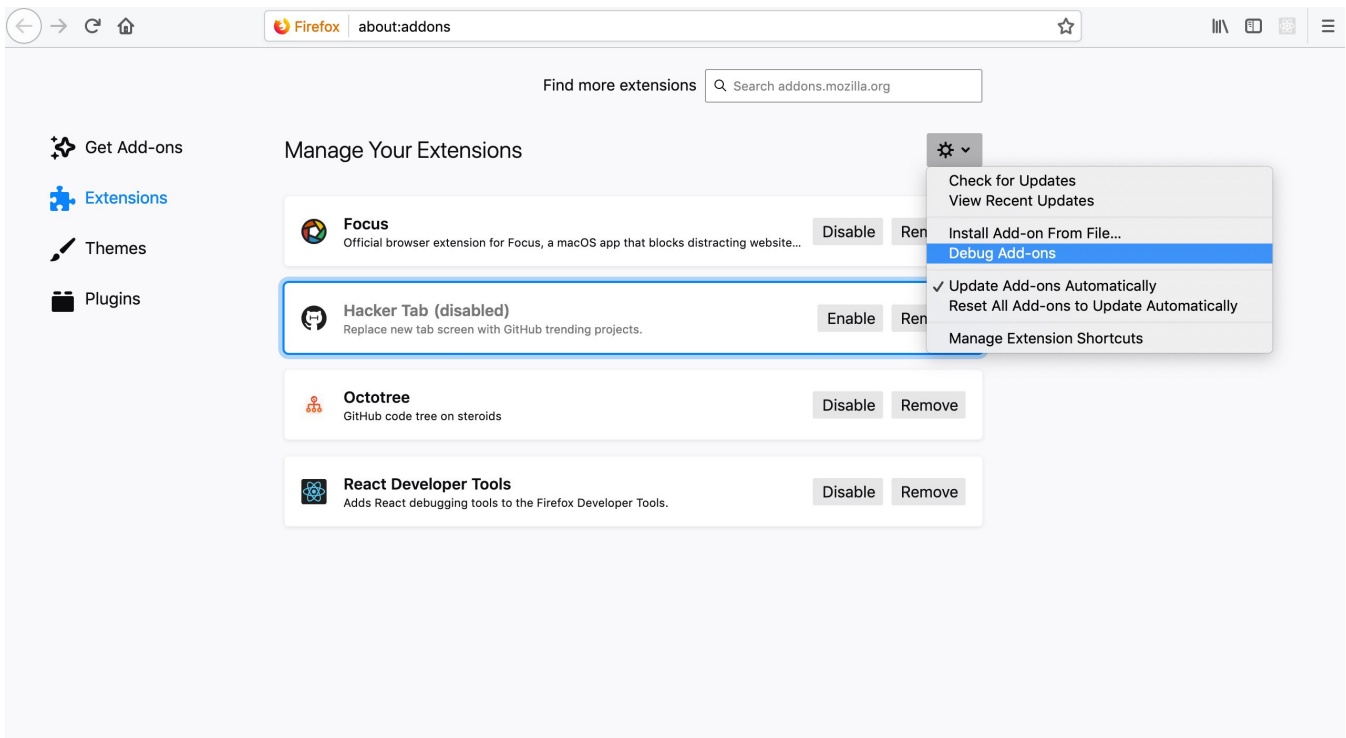 Firefox about:addons
Find more extensions Search addons.mozilla.org
Get Add-ons
Extensions
Themes
Plugins
Manage Your Extensions
Check for Updates
View Recent Updates
Install Add-on From File...
Debug Add-ons
Update Add-ons Automatically
Reset All Add-ons to Update Automatically
Manage Extension Shortcuts
Focus
Official browser extension for Focus, a macOS app that blocks distracting website...
Disable Rem
Hacker Tab (disabled)
Replace new tab screen with GitHub trending projects.
Enable Rem
Octotree
GitHub code tree on steroids
Disable Remove
React Developer Tools
Adds React debugging tools to the Firefox Developer Tools.
Disable Remove